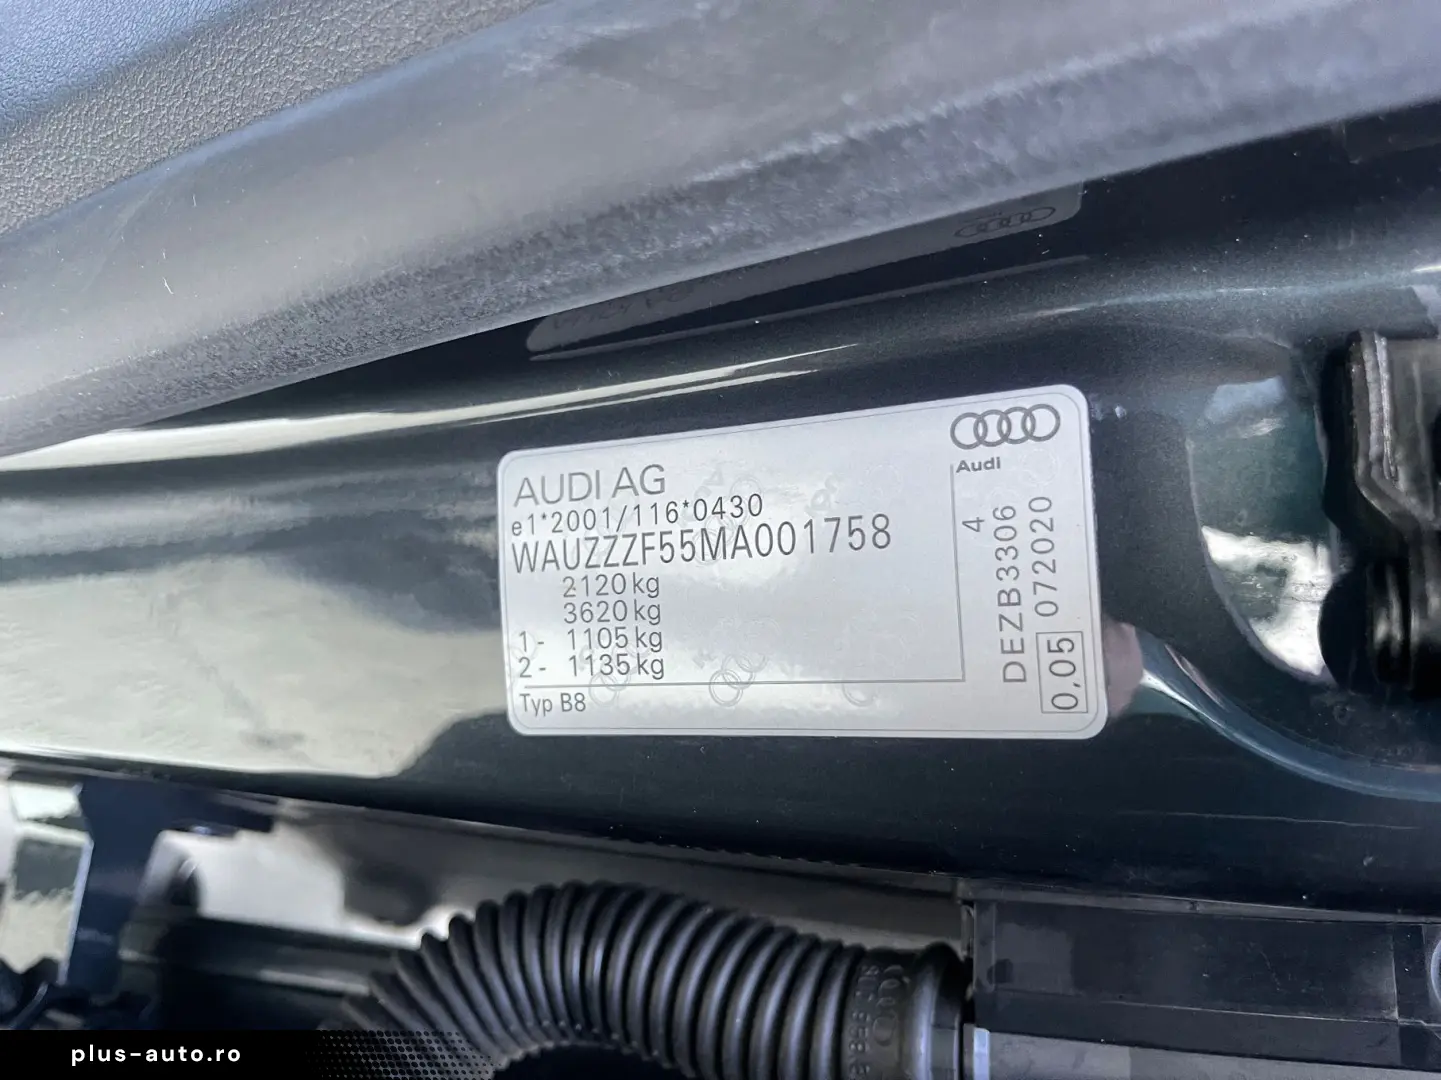 AUDI AG
e1*2001/116*0430
WAUZZZF55MA001758
2120 kg
3620 kg
1- 1105 kg
2- 1135 kg
Typ B8
Audi
4
DEZB3306
072020
0,05
plus-auto.ro